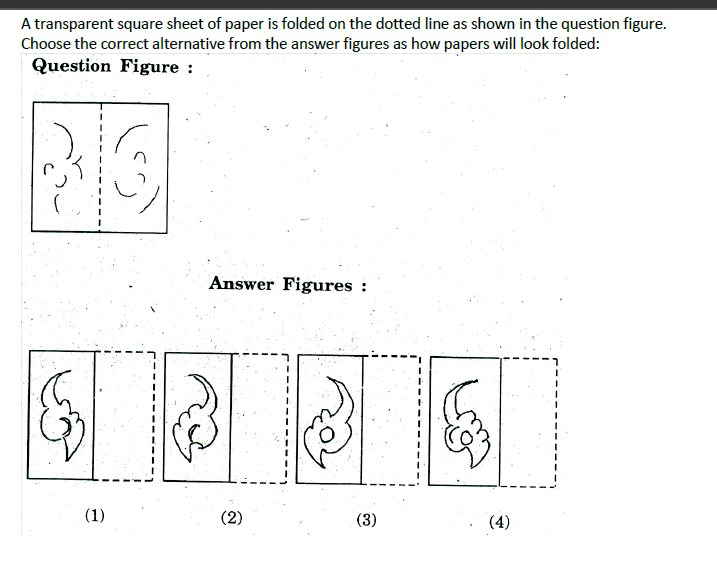 A transparent square sheet of paper is folded on the dotted line as shown in the question figure.
Choose the correct alternative from the answer figures as how papers will look folded:
Question Figure :
Answer Figures :
(1) (2) (3) (4)